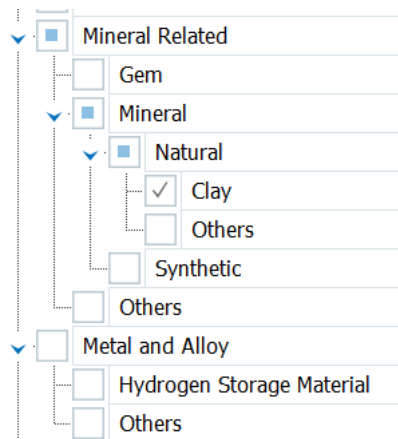 Mineral Related
Gem
Mineral
Natural
Clay
Others
Synthetic
Others
Metal and Alloy
Hydrogen Storage Material
Others